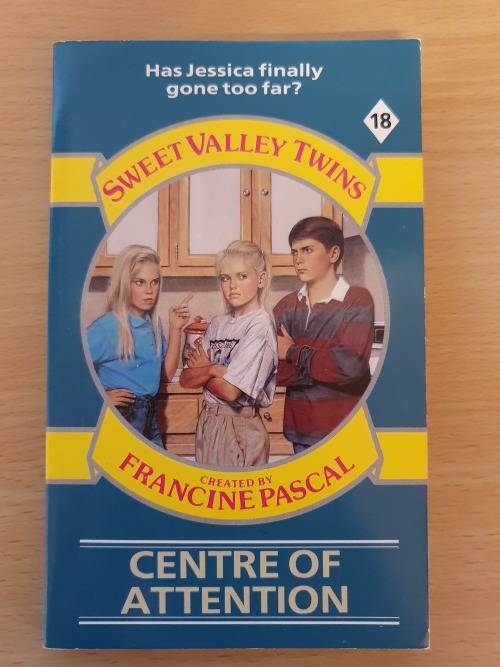 Has Jessica finally
gone too far?
18
SWEET VALLEY TWINS
CREATED BY
FRANCINE PASCAL
CENTRE OF
ATTENTION